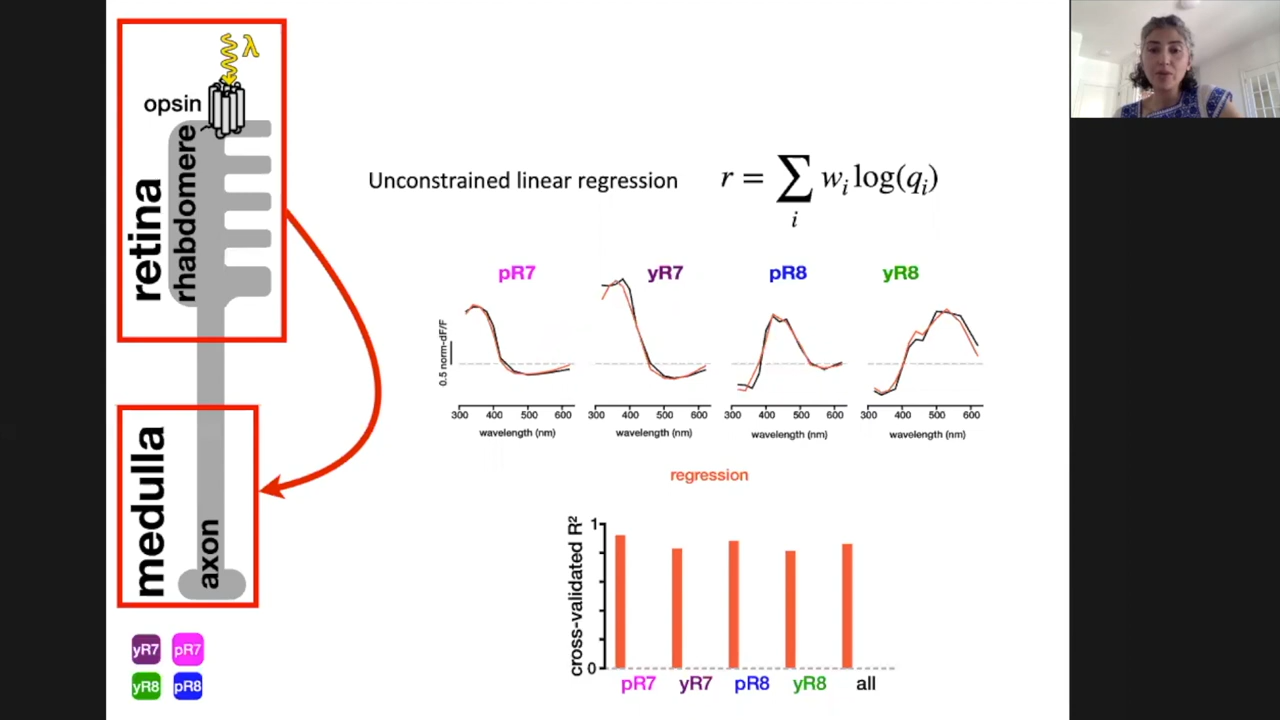 λ
opsin
rhabdomere
retina
medulla
axon
yR7 pR7
yR8 pR8
Unconstrained linear regression r = ∑ᵢ wᵢ log(qᵢ)
pR7 yR7 pR8 yR8
0.5 norm-dF/F
300 400 500 600 300 400 500 600 300 400 500 600 300 400 500 600
wavelength (nm) wavelength (nm) wavelength (nm) wavelength (nm)
regression
cross-validated R²
1
0
pR7 yR7 pR8 yR8 all